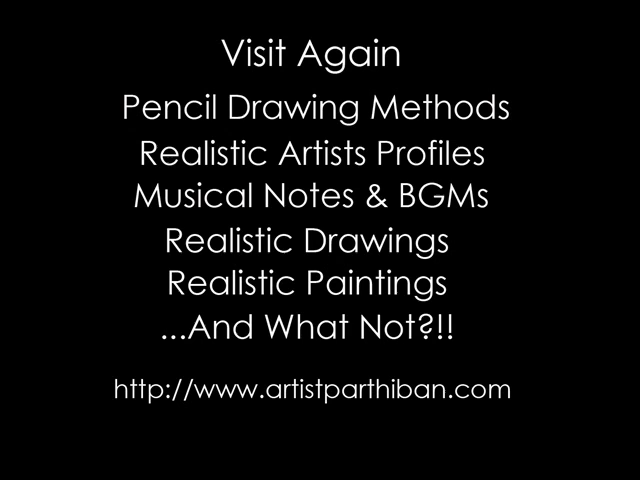 Visit Again
Pencil Drawing Methods
Realistic Artists Profiles
Musical Notes & BGMs
Realistic Drawings
Realistic Paintings
...And What Not?!!
http://www.artistparthiban.com